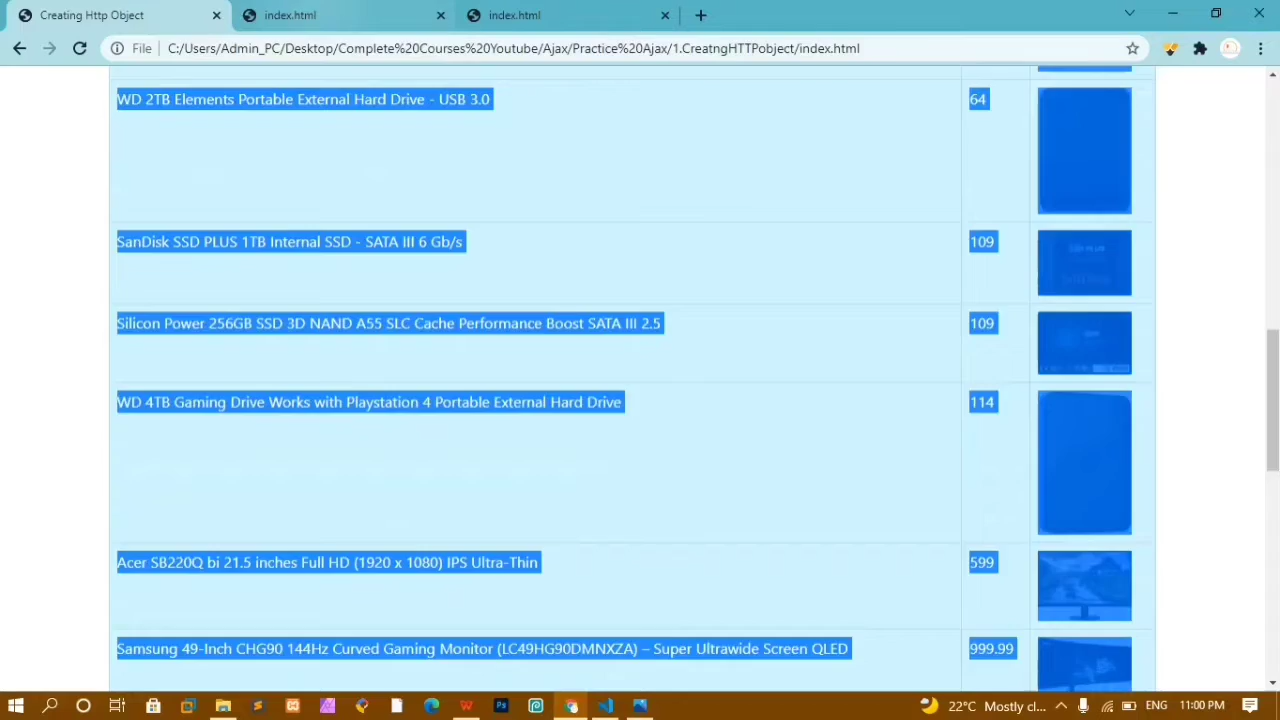 Creating Http Object
index.html
index.html
File
C:/Users/Admin_PC/Desktop/Complete%20Courses%20Youtube/Ajax/Practice%20Ajax/1.CreatngHTTPobject/index.html
WD 2TB Elements Portable External Hard Drive - USB 3.0
64
SanDisk SSD PLUS 1TB Internal SSD - SATA III 6 Gb/s
109
Silicon Power 256GB SSD 3D NAND A55 SLC Cache Performance Boost SATA III 2.5
109
WD 4TB Gaming Drive Works with Playstation 4 Portable External Hard Drive
114
Acer SB220Q bi 21.5 inches Full HD (1920 x 1080) IPS Ultra-Thin
599
Samsung 49-Inch CHG90 144Hz Curved Gaming Monitor (LC49HG90DMNXZA) – Super Ultrawide Screen QLED
999.99
22°C Mostly cl...
ENG
11:00 PM